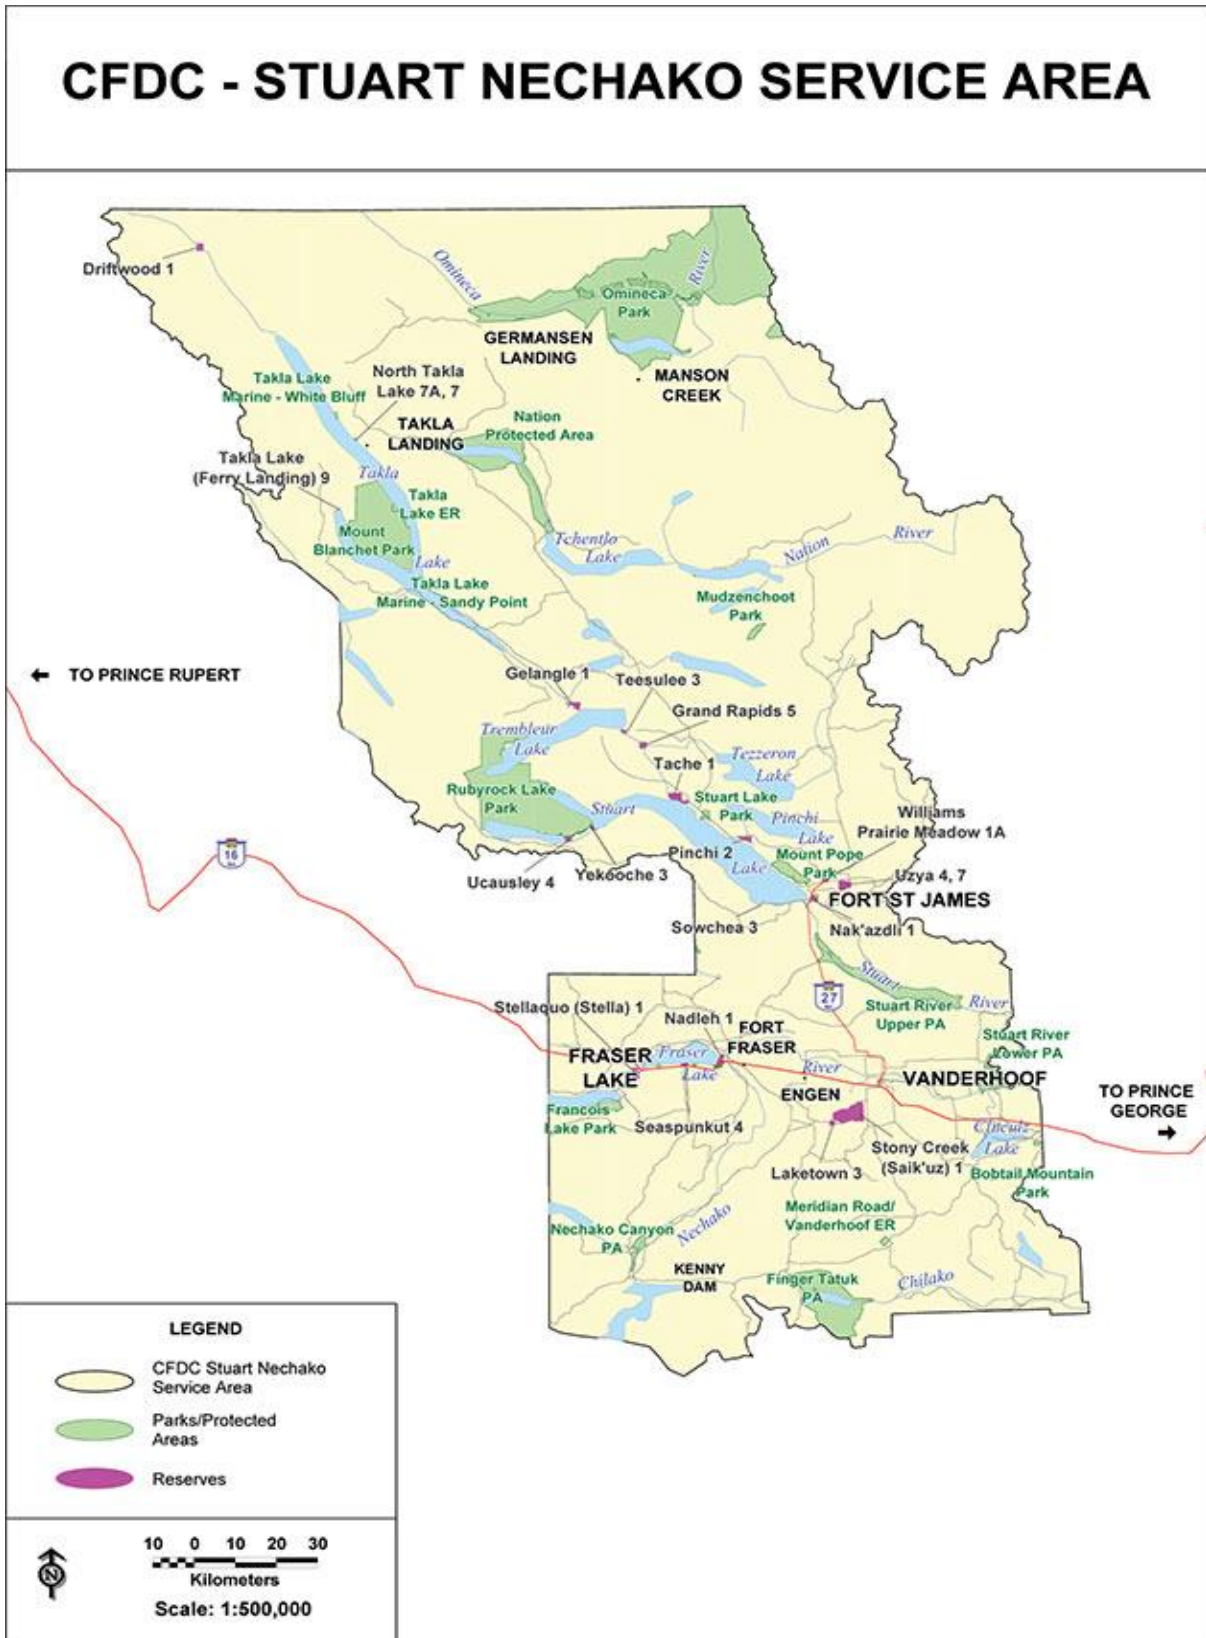 CFDC - STUART NECHAKO SERVICE AREA
Driftwood 1
Omineca
River
Omineca
Park
GERMANSEN
LANDING
MANSON
CREEK
Takla Lake
Marine - White Bluff
North Takla
Lake 7A, 7
TAKLA
LANDING
Nation
Protected Area
Takla Lake
(Ferry Landing) 9
Takla
Takla
Lake ER
Mount
Blanchet Park
Lake
Takla Lake
Marine - Sandy Point
Tchentlo
Lake
Nation
River
Mudzenchoot
Park
TO PRINCE RUPERT
Gelangle 1
Teesulee 3
Grand Rapids 5
Trembleur
Lake
Tezzeron
Lake
Tache 1
Rubyrock Lake
Park
Stuart
Stuart Lake
Park
Pinchi
Lake
Williams
Prairie Meadow 1A
Pinchi 2
Lake
Mount Pope
Park
Ucausley 4
Yekooche 3
Uzya 4, 7
FORT ST JAMES
Sowchea 3
Nak'azdli 1
16
Stuart
River
27
Stuart River
Upper PA
Stellaquo (Stella) 1
Nadleh 1
FORT
FRASER
Stuart River
Lower PA
FRASER
LAKE
Fraser
Lake
River
VANDERHOOF
ENGEN
TO PRINCE
GEORGE
Francois
Lake Park
Seaspunkut 4
Cluculz
Lake
Stony Creek
(Saik'uz) 1
Laketown 3
Bobtail Mountain
Park
Meridian Road/
Vanderhoof ER
Nechako Canyon
PA
Nechako
KENNY
DAM
Finger Tatuk
PA
Chilako
LEGEND
CFDC Stuart Nechako
Service Area
Parks/Protected
Areas
Reserves
N
10 0 10 20 30
Kilometers
Scale: 1:500,000